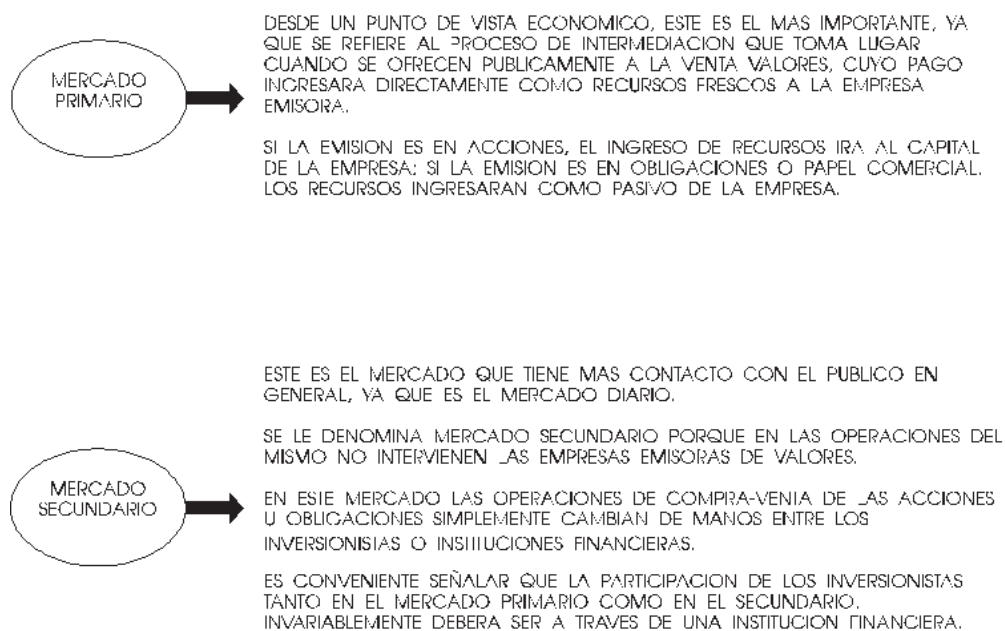 MERCADO
PRIMARIO
DESDE UN PUNTO DE VISTA ECONOMICO, ESTE ES EL MAS IMPORTANTE, YA
QUE SE REFIERE AL PROCESO DE INTERMEDIACION QUE TOMA LUGAR
CUANDO SE OFRECEN PUBLICAMENTE A LA VENTA VALORES, CUYO PAGO
INGRESARA DIRECTAMENTE COMO RECURSOS FRESCOS A LA EMPRESA
EMISORA.
SI LA EMISION ES EN ACCIONES, EL INGRESO DE RECURSOS IRA AL CAPITAL
DE LA EMPRESA; SI LA EMISION ES EN OBLIGACIONES O PAPEL COMERCIAL.
LOS RECURSOS INGRESARAN COMO PASIVO DE LA EMPRESA.
MERCADO
SECUNDARIO
ESTE ES EL MERCADO QUE TIENE MAS CONTACTO CON EL PUBLICO EN
GENERAL, YA QUE ES EL MERCADO DIARIO.
SE LE DENOMINA MERCADO SECUNDARIO PORQUE EN LAS OPERACIONES DEL
MISMO NO INTERVIENEN LAS EMPRESAS EMISORAS DE VALORES.
EN ESTE MERCADO LAS OPERACIONES DE COMPRA-VENTA DE LAS ACCIONES
U OBLIGACIONES SIMPLEMENTE CAMBIAN DE MANOS ENTRE LOS
INVERSIONISTAS O INSTITUCIONES FINANCIERAS.
ES CONVENIENTE SEÑALAR QUE LA PARTICIPACION DE LOS INVERSIONISTAS
TANTO EN EL MERCADO PRIMARIO COMO EN EL SECUNDARIO.
INVARIABLEMENTE DEBERA SER A TRAVES DE UNA INSTITUCION FINANCIERA.